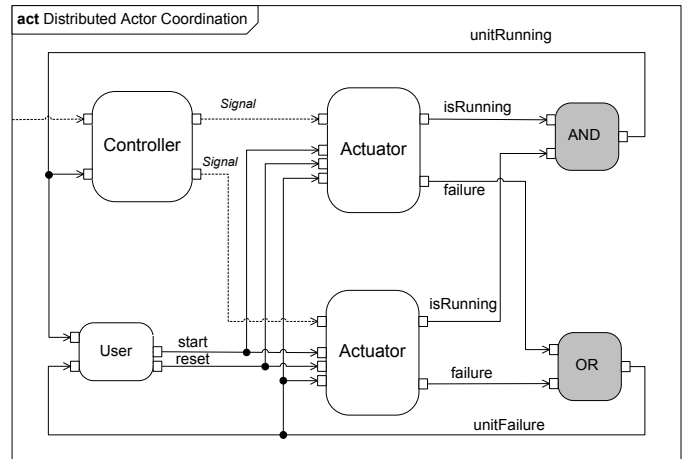 act Distributed Actor Coordination
unitRunning
Signal
isRunning
Controller
Actuator
AND
Signal
failure
isRunning
start
User
reset
Actuator
OR
failure
unitFailure